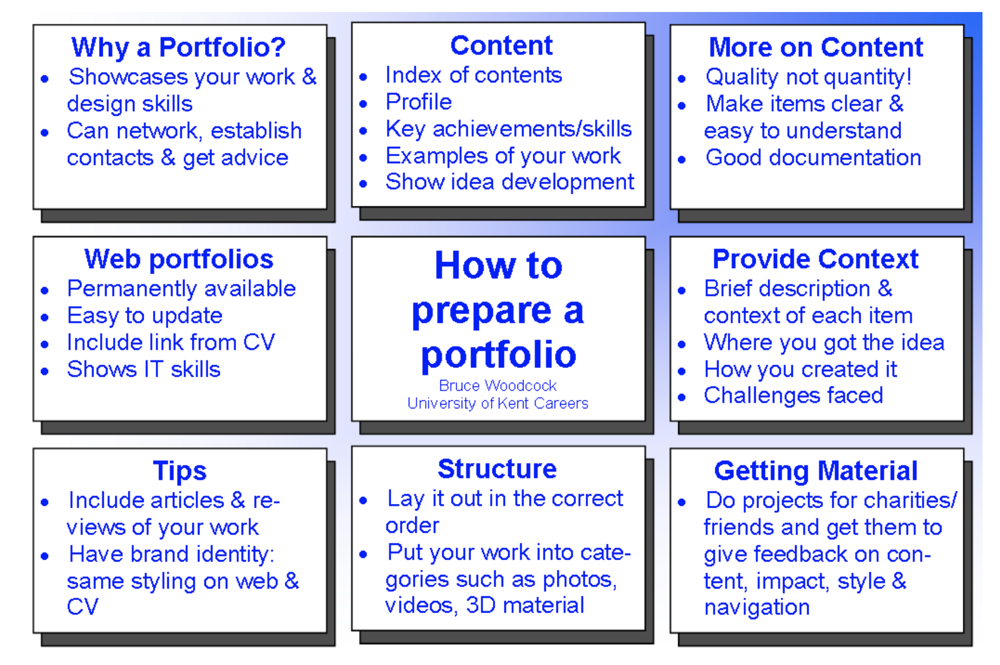 Why a Portfolio?
• Showcases your work &
design skills
• Can network, establish
contacts & get advice
Content
• Index of contents
• Profile
• Key achievements/skills
• Examples of your work
• Show idea development
More on Content
• Quality not quantity!
• Make items clear &
easy to understand
• Good documentation
Web portfolios
• Permanently available
• Easy to update
• Include link from CV
• Shows IT skills
How to
prepare a
portfolio
Bruce Woodcock
University of Kent Careers
Provide Context
• Brief description &
context of each item
• Where you got the idea
• How you created it
• Challenges faced
Tips
• Include articles & re-
views of your work
• Have brand identity:
same styling on web &
CV
Structure
• Lay it out in the correct
order
• Put your work into cate-
gories such as photos,
videos, 3D material
Getting Material
• Do projects for charities/
friends and get them to
give feedback on con-
tent, impact, style &
navigation